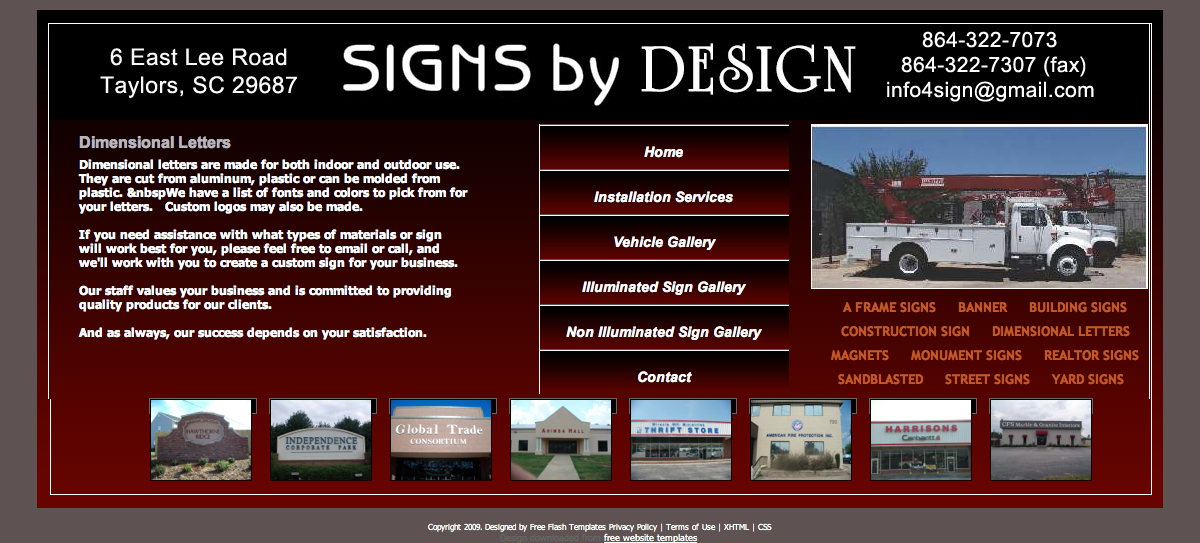 6 East Lee Road
Taylors, SC 29687
SIGNS by DESIGN
864-322-7073
864-322-7307 (fax)
info4sign@gmail.com
Dimensional Letters
Dimensional letters are made for both indoor and outdoor use.
They are cut from aluminum, plastic or can be molded from
plastic. &nbspWe have a list of fonts and colors to pick from for
your letters.   Custom logos may also be made.
If you need assistance with what types of materials or sign
will work best for you, please feel free to email or call, and
we'll work with you to create a custom sign for your business.
Our staff values your business and is committed to providing
quality products for our clients.
And as always, our success depends on your satisfaction.
Home
Installation Services
Vehicle Gallery
Illuminated Sign Gallery
Non Illuminated Sign Gallery
Contact
A FRAME SIGNS BANNER BUILDING SIGNS
CONSTRUCTION SIGN DIMENSIONAL LETTERS
MAGNETS MONUMENT SIGNS REALTOR SIGNS
SANDBLASTED STREET SIGNS YARD SIGNS
HAWTHORNE
RIDGE
INDEPENDENCE
CORPORATE PARK
Global Trade
CONSORTIUM
HALL
THRIFT STORE
AMERICAN FIRE PROTECTION INC.
HARRISONS
CPS Marble & Granite Interiors
Copyright 2009. Designed by Free Flash Templates Privacy Policy | Terms of Use | XHTML | CSS
Design downloaded from free website templates